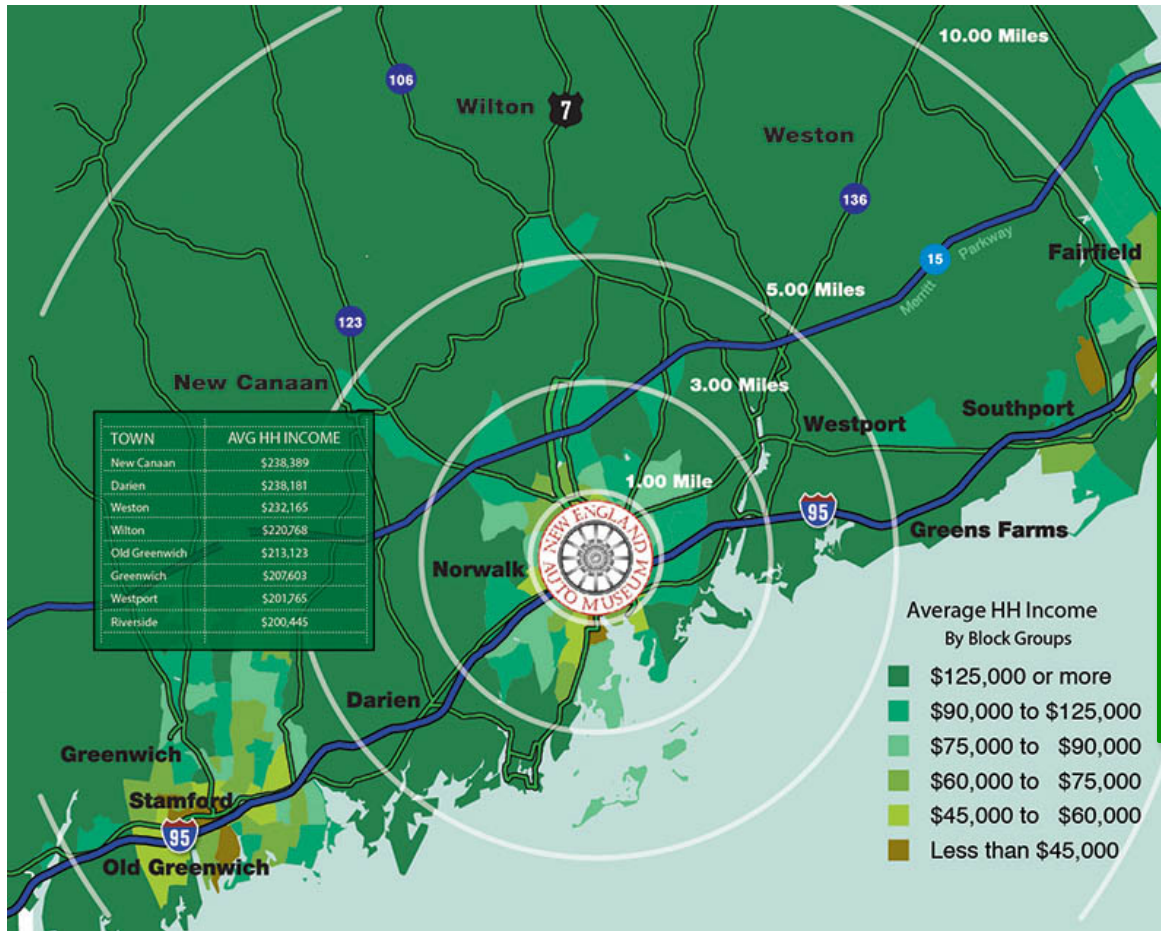 10.00 Miles
106
Wilton
7
Weston
136
Fairfield
15
Parkway
Merritt
5.00 Miles
123
New Canaan
3.00 Miles
Westport
Southport
TOWN AVG HH INCOME
New Canaan $238,389
Darien $238,181
Weston $232,165
Wilton $220,768
Old Greenwich $213,123
Greenwich $207,603
Westport $201,765
Riverside $200,445
1.00 Mile
95
Greens Farms
NEW ENGLAND
AUTO MUSEUM
Norwalk
Darien
Greenwich
Stamford
95
Old Greenwich
Average HH Income
By Block Groups
$125,000 or more
$90,000 to $125,000
$75,000 to $90,000
$60,000 to $75,000
$45,000 to $60,000
Less than $45,000